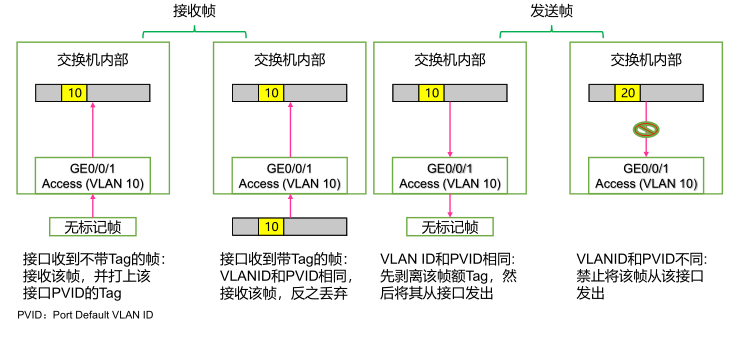 接收帧
发送帧
交换机内部
10
GE0/0/1
Access (VLAN 10)
无标记帧
接口收到不带Tag的帧：
接收该帧，并打上该
接口PVID的Tag
交换机内部
10
GE0/0/1
Access (VLAN 10)
10
接口收到带Tag的帧：
VLANID和PVID相同，
接收该帧，反之丢弃
交换机内部
10
GE0/0/1
Access (VLAN 10)
无标记帧
VLAN ID和PVID相同：
先剥离该帧额Tag，然
后将其从接口发出
交换机内部
20
GE0/0/1
Access (VLAN 10)
VLANID和PVID不同：
禁止将该帧从该接口
发出
PVID：Port Default VLAN ID